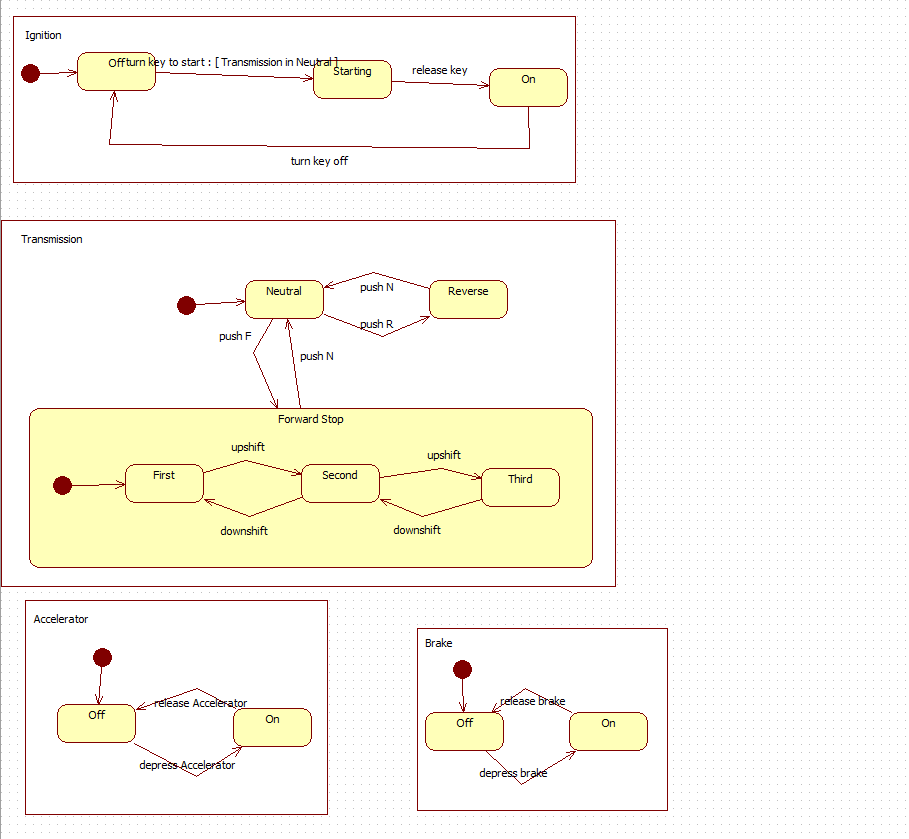 Ignition
Off
turn key to start : [ Transmission in Neutral ]
Starting
release key
On
turn key off
Transmission
Neutral
push N
Reverse
push R
push F
push N
Forward Stop
upshift
upshift
First
Second
Third
downshift
downshift
Accelerator
release Accelerator
Off
On
depress Accelerator
Brake
release brake
Off
On
depress brake